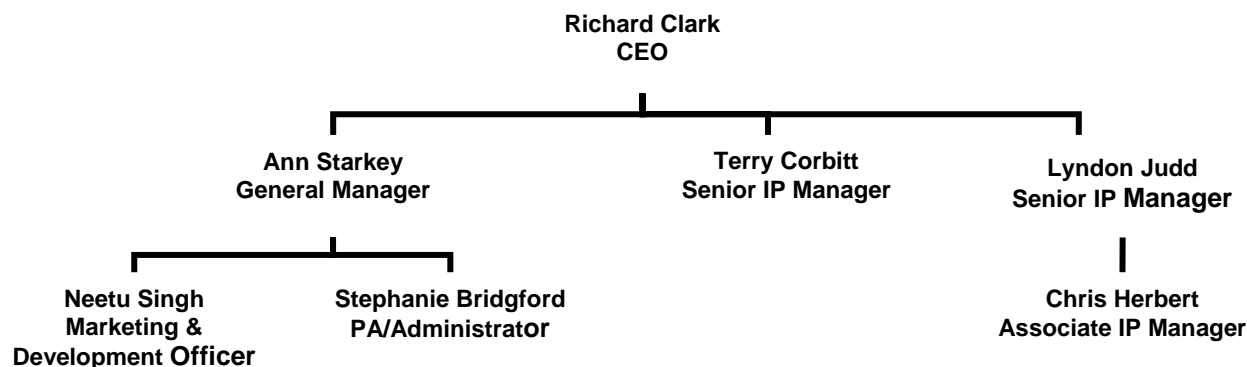 Richard Clark
CEO
Ann Starkey
General Manager
Terry Corbitt
Senior IP Manager
Lyndon Judd
Senior IP Manager
Neetu Singh
Marketing &
Development Officer
Stephanie Bridgford
PA/Administrator
Chris Herbert
Associate IP Manager